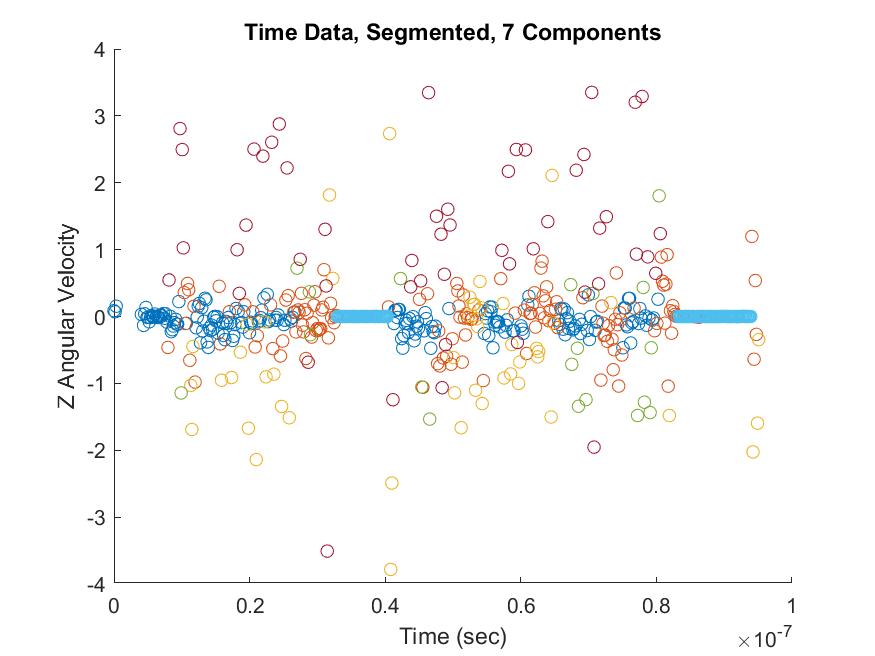 Time Data, Segmented, 7 Components
4
3
2
1
0
-1
-2
-3
-4
Z Angular Velocity
0 0.2 0.4 0.6 0.8 1
Time (sec)
×10-7